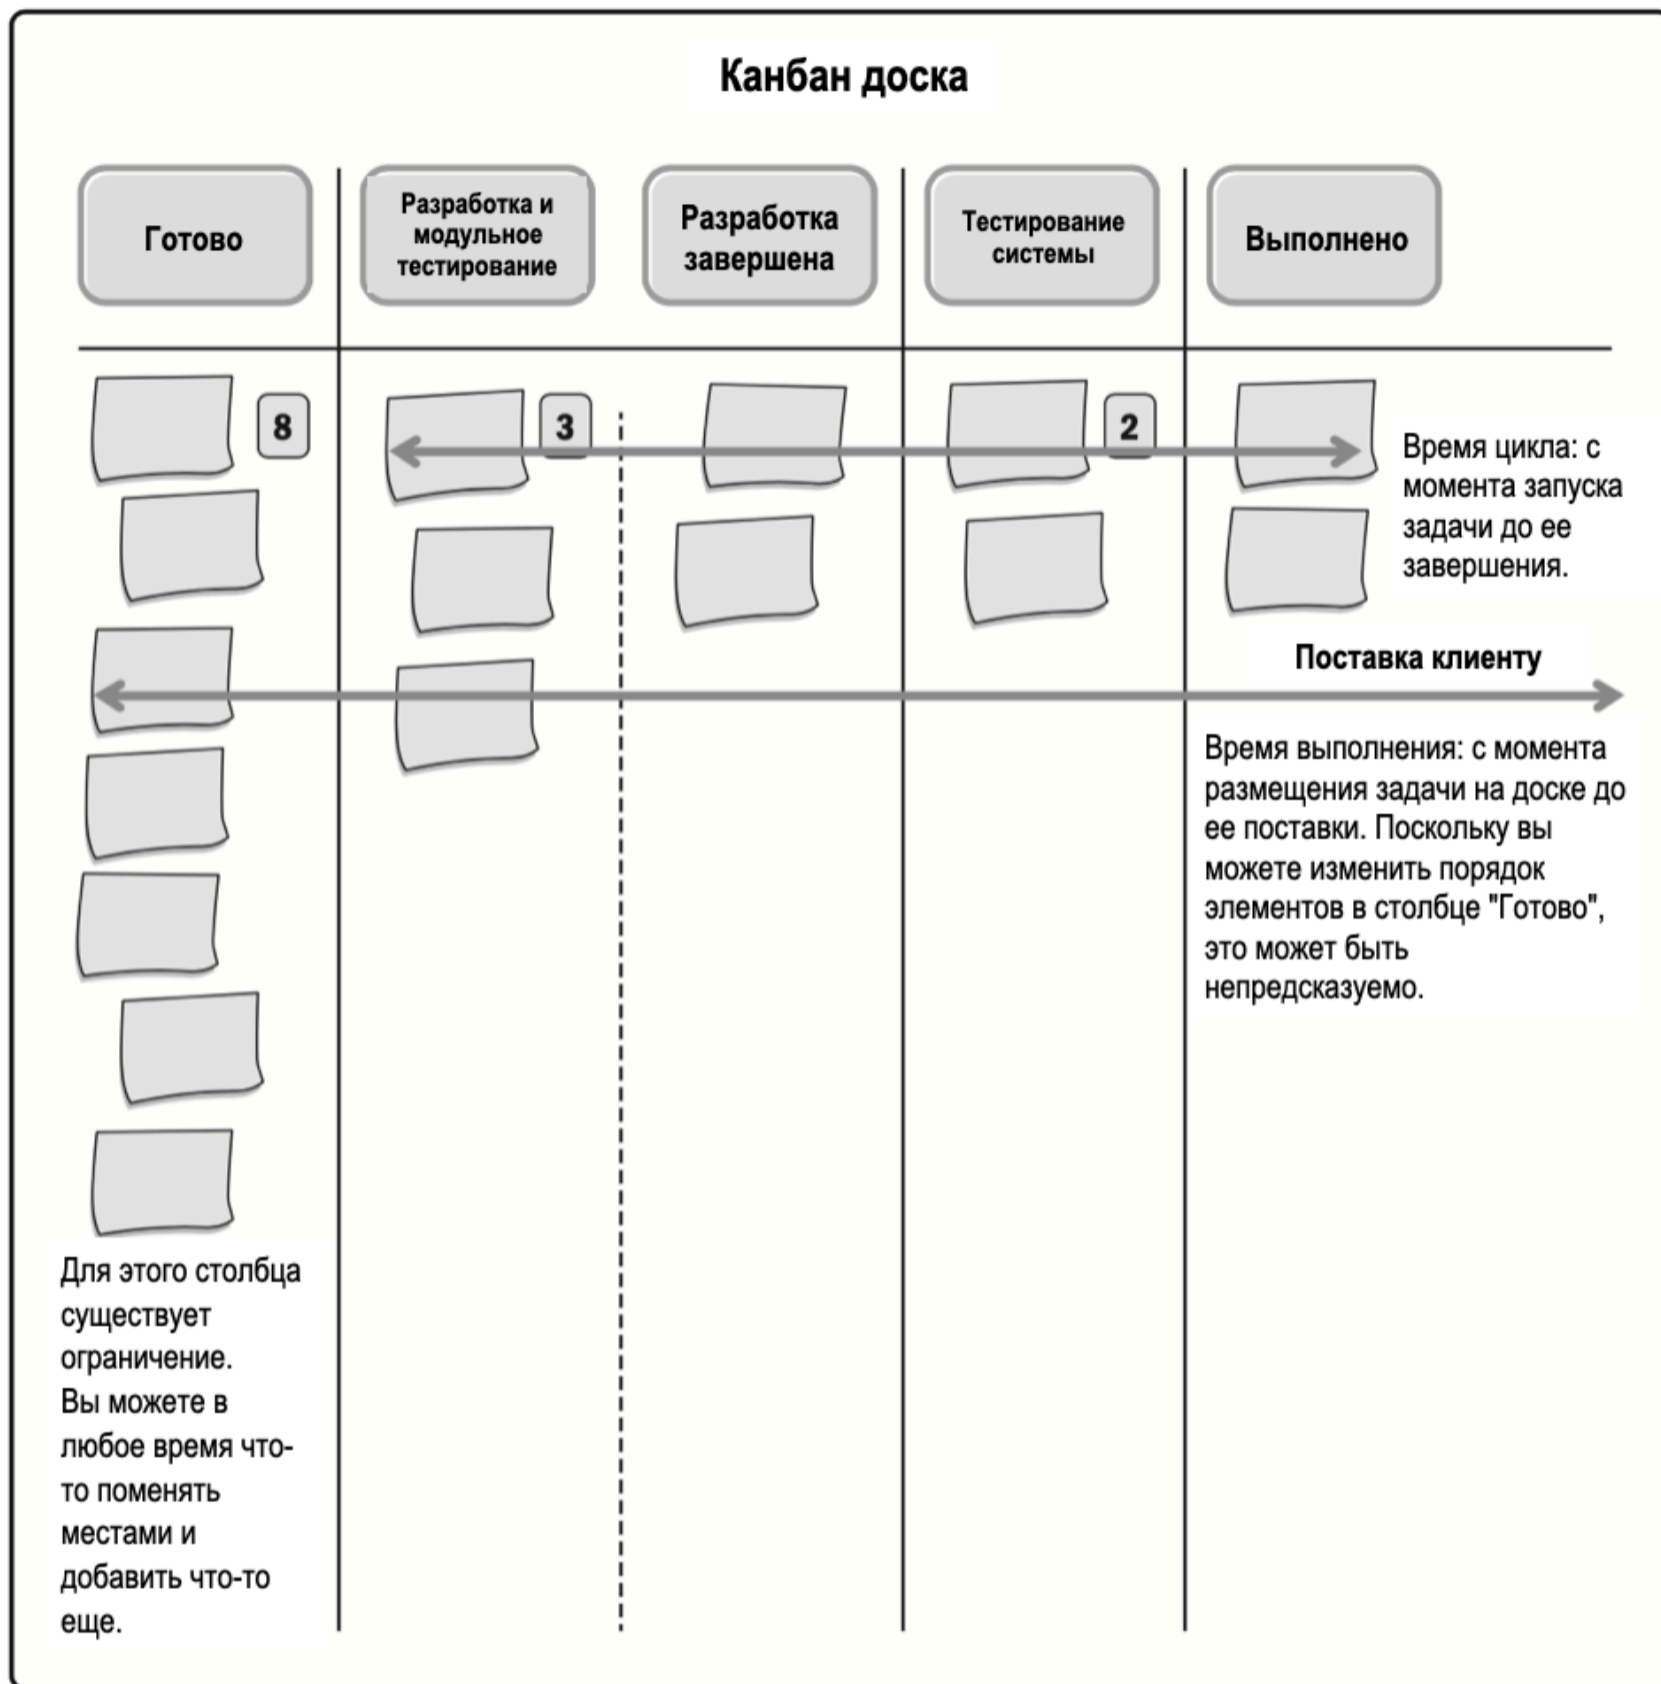 Канбан доска
Готово
Разработка и
модульное
тестирование
Разработка
завершена
Тестирование
системы
Выполнено
8
3
2
Время цикла: с
момента запуска
задачи до ее
завершения.
Поставка клиенту
Время выполнения: с момента
размещения задачи на доске до
ее поставки. Поскольку вы
можете изменить порядок
элементов в столбце "Готово",
это может быть
непредсказуемо.
Для этого столбца
существует
ограничение.
Вы можете в
любое время что-
то поменять
местами и
добавить что-то
еще.